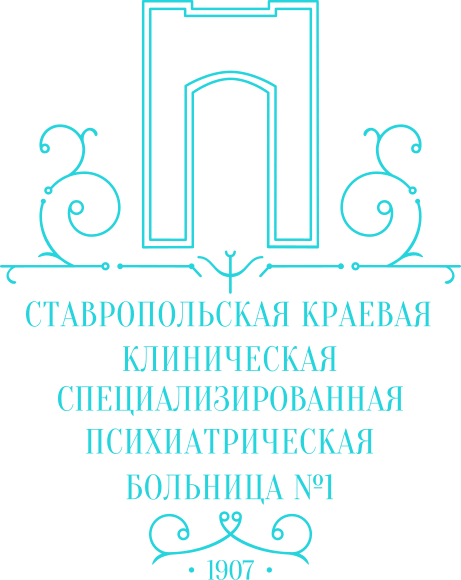 СТАВРОПОЛЬСКАЯ КРАЕВАЯ
КЛИНИЧЕСКАЯ
СПЕЦИАЛИЗИРОВАННАЯ
ПСИХИАТРИЧЕСКАЯ
БОЛЬНИЦА №1
• 1907 •